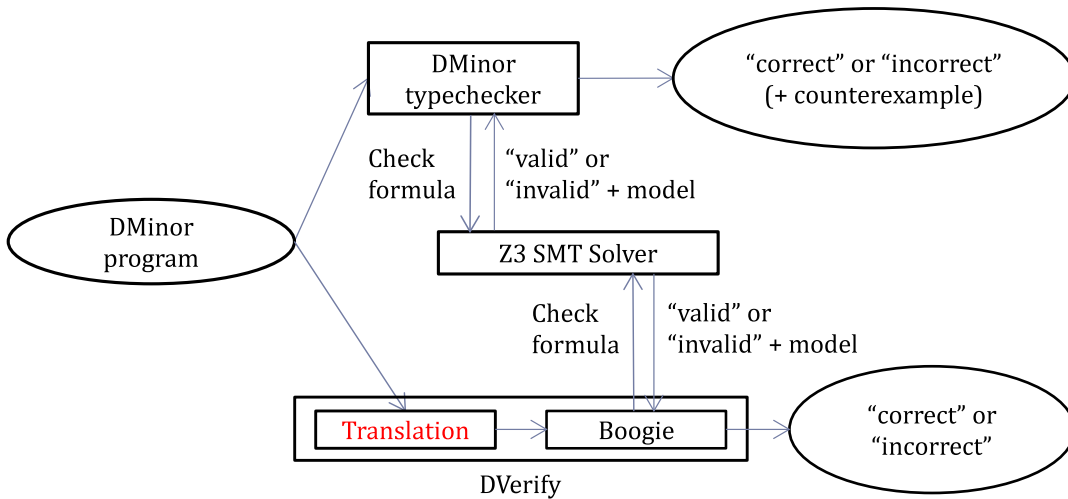 DMinor
typechecker
“correct” or “incorrect”
(+ counterexample)
Check
formula
“valid” or
“invalid” + model
DMinor
program
Z3 SMT Solver
Check
formula
“valid” or
“invalid” + model
Translation
Boogie
“correct” or
“incorrect”
DVerify